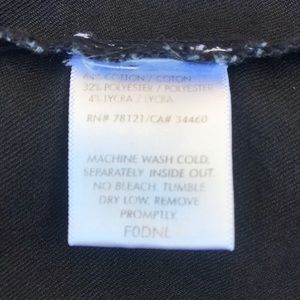 64% COTTON / COTON
32% POLYESTER / POLYESTER
4% LYCRA / LYCRA
RN# 78121/CA# 34460
MACHINE WASH COLD,
SEPARATELY. INSIDE OUT.
NO BLEACH. TUMBLE
DRY LOW. REMOVE
PROMPTLY.
F0DNL